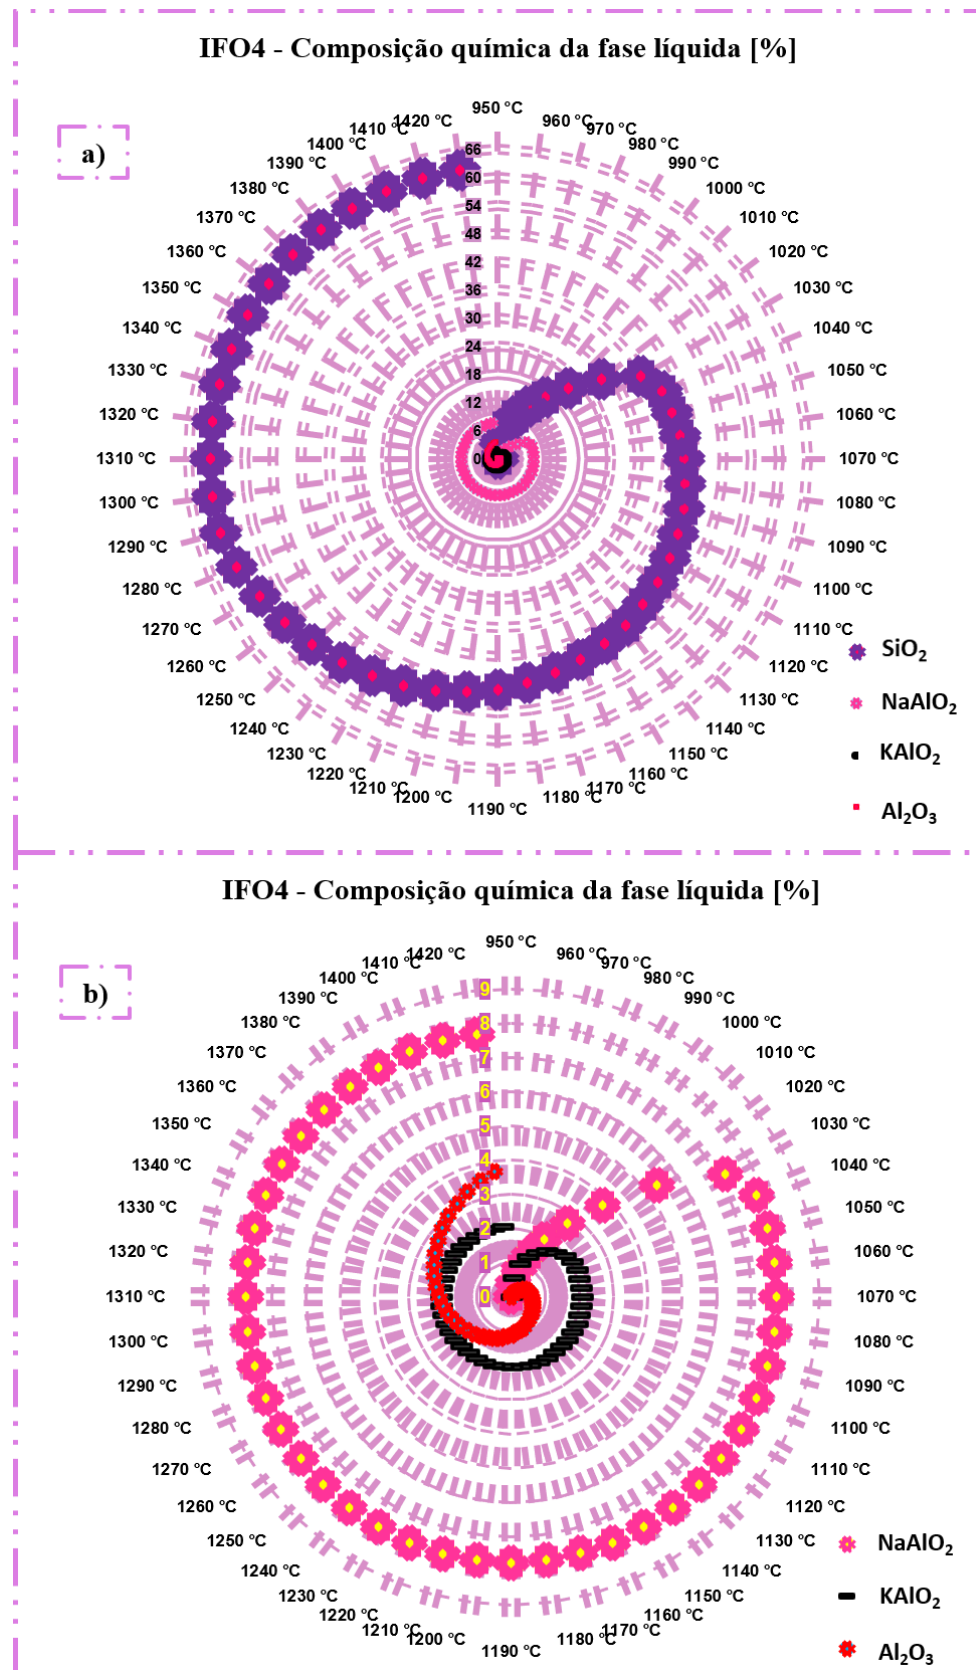 IFO4 - Composição química da fase líquida [%]
a)
950 °C
960 °C
970 °C
980 °C
990 °C
1000 °C
1010 °C
1020 °C
1030 °C
1040 °C
1050 °C
1060 °C
1070 °C
1080 °C
1090 °C
1100 °C
1110 °C
1120 °C
1130 °C
1140 °C
1150 °C
1160 °C
1170 °C
1180 °C
1190 °C
1200 °C
1210 °C
1220 °C
1230 °C
1240 °C
1250 °C
1260 °C
1270 °C
1280 °C
1290 °C
1300 °C
1310 °C
1320 °C
1330 °C
1340 °C
1350 °C
1360 °C
1370 °C
1380 °C
1390 °C
1400 °C
1410 °C
1420 °C
66
60
54
48
42
36
30
24
18
12
6
0
SiO₂
NaAlO₂
KAlO₂
Al₂O₃
IFO4 - Composição química da fase líquida [%]
b)
950 °C
960 °C
970 °C
980 °C
990 °C
1000 °C
1010 °C
1020 °C
1030 °C
1040 °C
1050 °C
1060 °C
1070 °C
1080 °C
1090 °C
1100 °C
1110 °C
1120 °C
1130 °C
1140 °C
1150 °C
1160 °C
1170 °C
1180 °C
1190 °C
1200 °C
1210 °C
1220 °C
1230 °C
1240 °C
1250 °C
1260 °C
1270 °C
1280 °C
1290 °C
1300 °C
1310 °C
1320 °C
1330 °C
1340 °C
1350 °C
1360 °C
1370 °C
1380 °C
1390 °C
1400 °C
1410 °C
1420 °C
9
8
7
6
5
4
3
2
1
0
NaAlO₂
KAlO₂
Al₂O₃